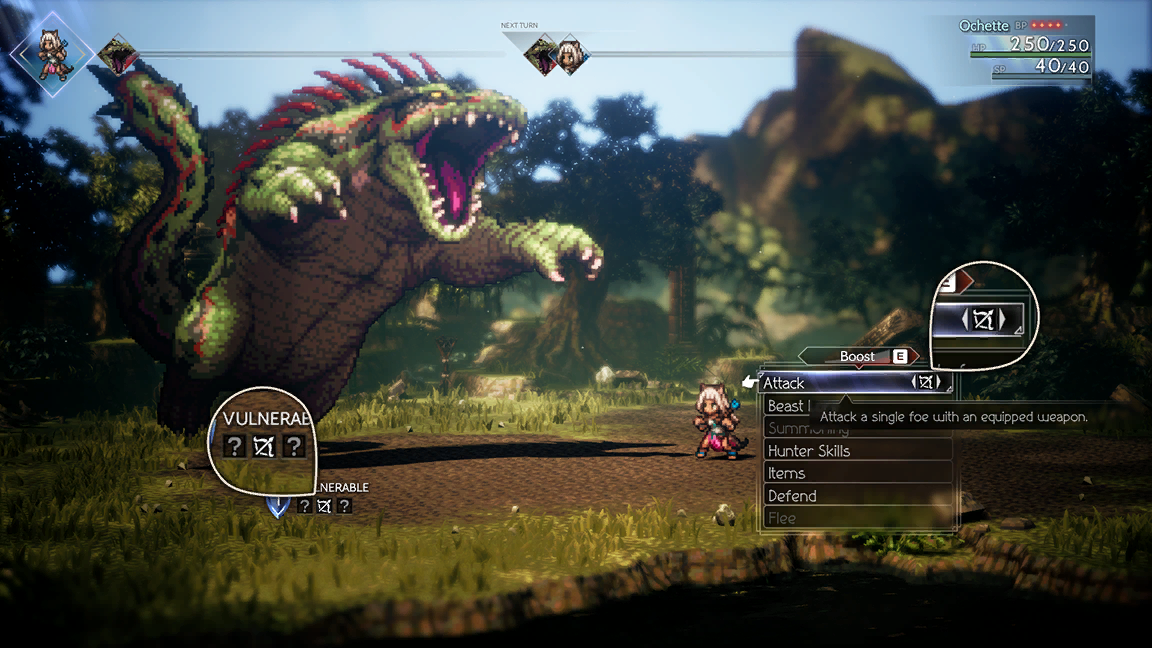 NEXT TURN
Ochette BP
HP 250/250
SP 40/40
E
Boost E
Attack
Beast
Attack a single foe with an equipped weapon.
Summoning
Hunter Skills
Items
Defend
Flee
VULNERAB
? ?
LNERABLE
? ?